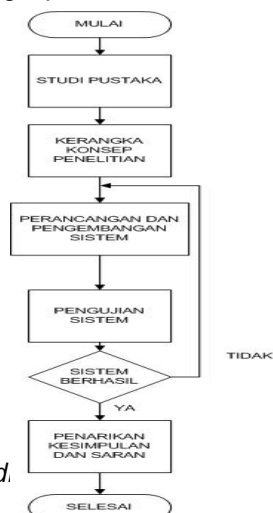 MULAI
STUDI PUSTAKA
KERANGKA
KONSEP
PENELITIAN
PERANCANGAN DAN
PENGEMBANGAN
SISTEM
PENGUJIAN
SISTEM
SISTEM
BERHASIL
TIDAK
YA
PENARIKAN
KESIMPULAN
DAN SARAN
SELESAI